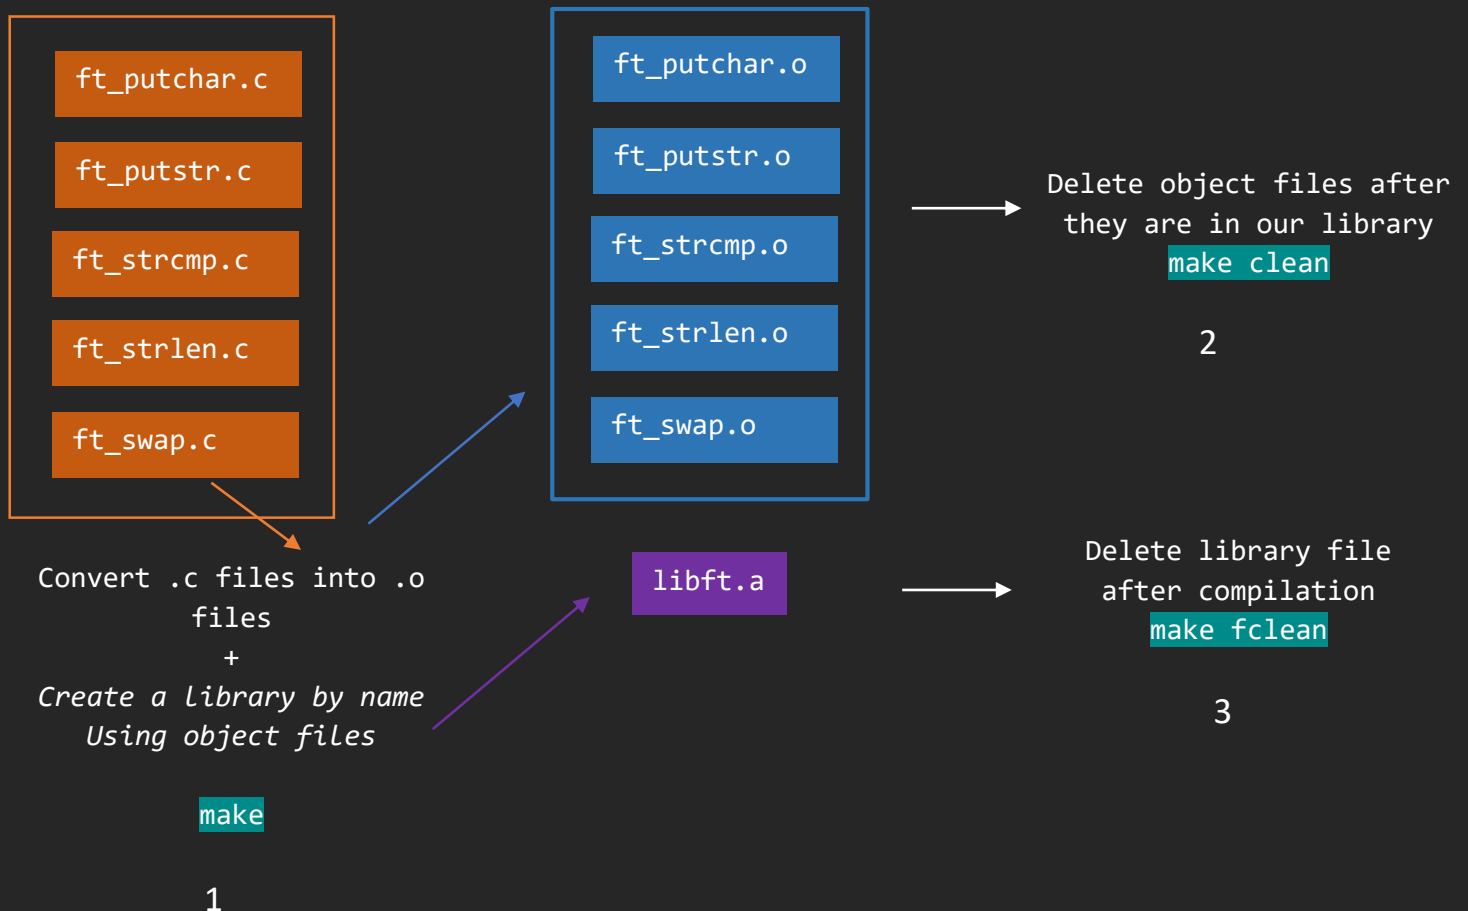 ft_putchar.c
ft_putstr.c
ft_strcmp.c
ft_strlen.c
ft_swap.c
Convert .c files into .o
files
+
Create a library by name
Using object files
make
1
ft_putchar.o
ft_putstr.o
ft_strcmp.o
ft_strlen.o
ft_swap.o
libft.a
Delete object files after
they are in our library
make clean
2
Delete library file
after compilation
make fclean
3